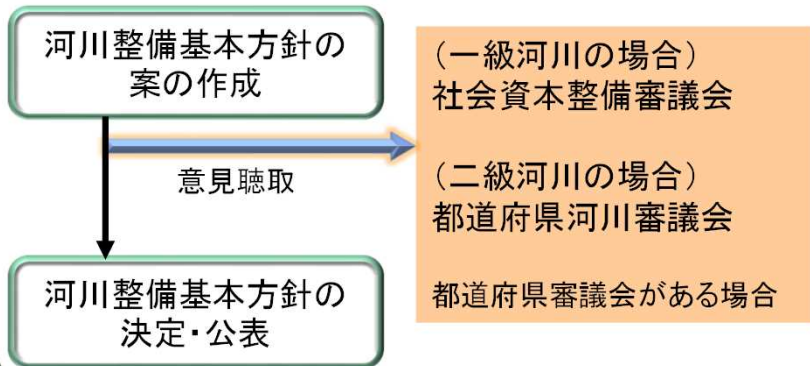 河川整備基本方針の
案の作成
意見聴取
(一級河川の場合)
社会資本整備審議会
(二級河川の場合)
都道府県河川審議会
都道府県審議会がある場合
河川整備基本方針の
決定・公表